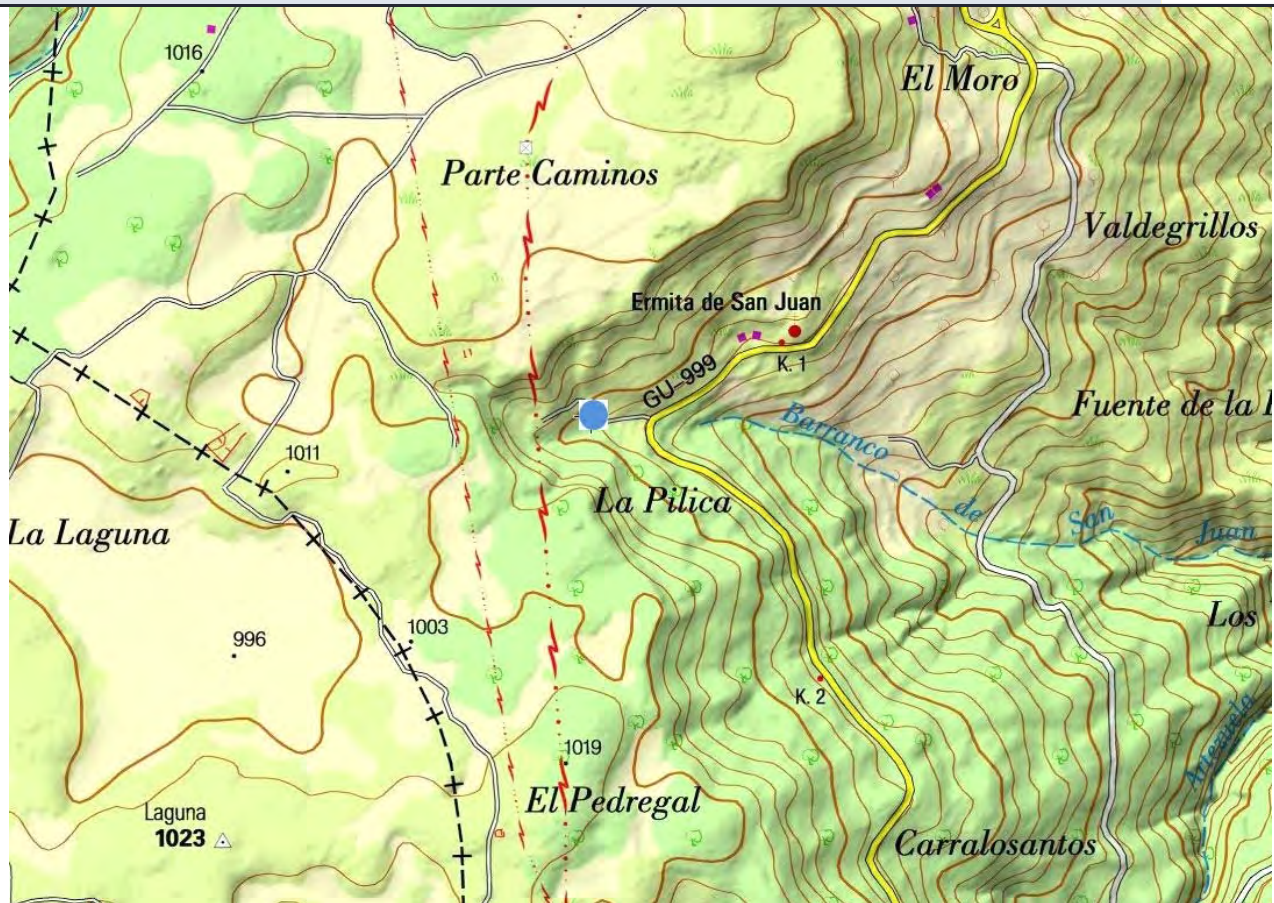 1016
El Moro
Parte Caminos
Valdegrillos
Ermita de San Juan
K. 1
GU-999
Fuente de la
Barranco
de
San
Juan
1011
La Pilica
La Laguna
Los
1003
996
K. 2
1019
El Pedregal
Laguna
1023
Carralosantos